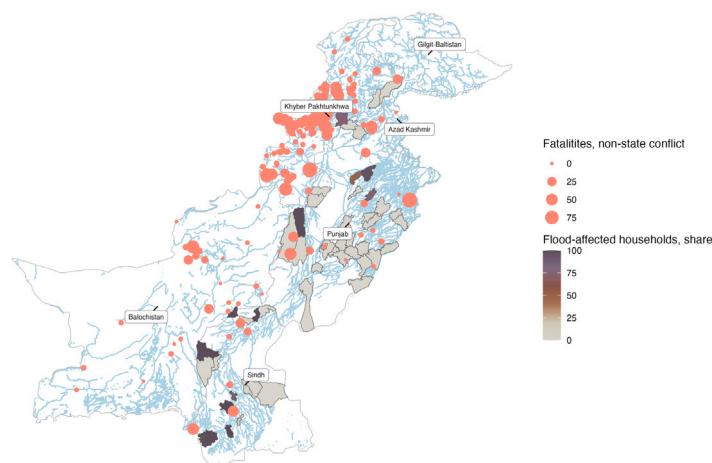 Gilgit-Baltistan
Khyber Pakhtunkhwa
Azad Kashmir
Punjab
Balochistan
Sindh
Fatalitites, non-state conflict
0
25
50
75
Flood-affected households, share
100
75
50
25
0